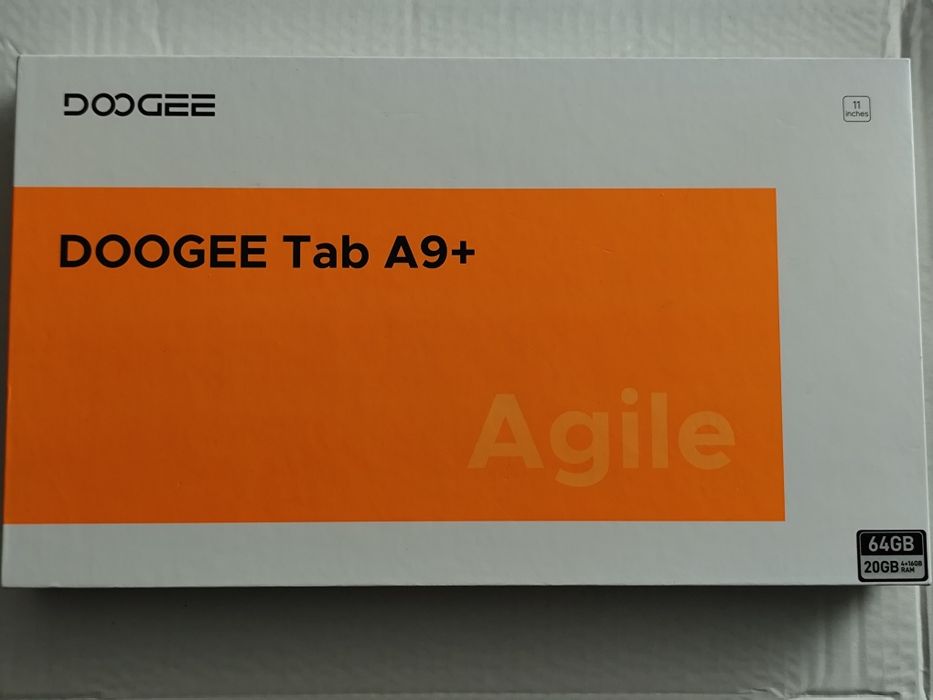 DOOGEE
11
inches
DOOGEE Tab A9+
Agile
64GB
20GB 4+16GB
RAM